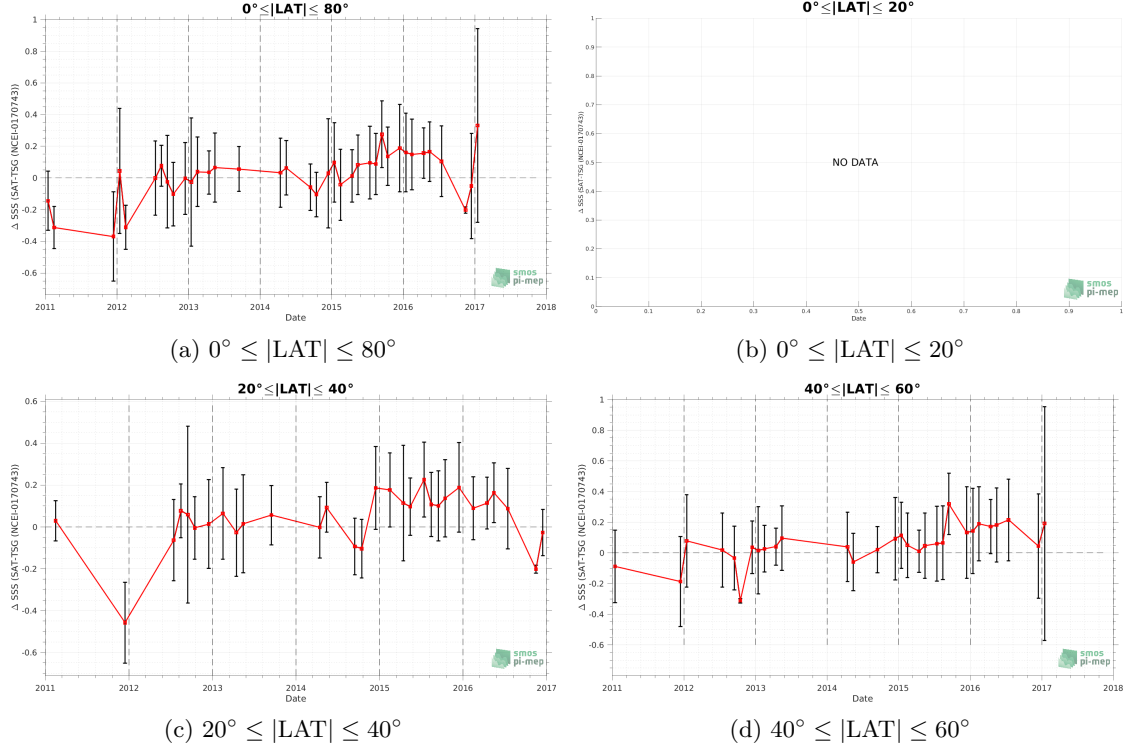 0°≤|LAT|≤ 80°
Δ SSS (SAT-TSG (NCEI-0170743))
1
0.8
0.6
0.4
0.2
0
-0.2
-0.4
-0.6
2011 2012 2013 2014 2015 2016 2017 2018
Date
smos
pi-mep
(a) 0° ≤ |LAT| ≤ 80°
0°≤|LAT|≤ 20°
Δ SSS (SAT-TSG (NCEI-0170743))
1
0.9
0.8
0.7
0.6
0.5
0.4
0.3
0.2
0.1
0
NO DATA
0 0.1 0.2 0.3 0.4 0.5 0.6 0.7 0.8 0.9 1
Date
smos
pi-mep
(b) 0° ≤ |LAT| ≤ 20°
20°≤|LAT|≤ 40°
Δ SSS (SAT-TSG (NCEI-0170743))
0.6
0.4
0.2
0
-0.2
-0.4
-0.6
2011 2012 2013 2014 2015 2016 2017
Date
smos
pi-mep
(c) 20° ≤ |LAT| ≤ 40°
40°≤|LAT|≤ 60°
Δ SSS (SAT-TSG (NCEI-0170743))
1
0.8
0.6
0.4
0.2
0
-0.2
-0.4
-0.6
2011 2012 2013 2014 2015 2016 2017 2018
Date
smos
pi-mep
(d) 40° ≤ |LAT| ≤ 60°